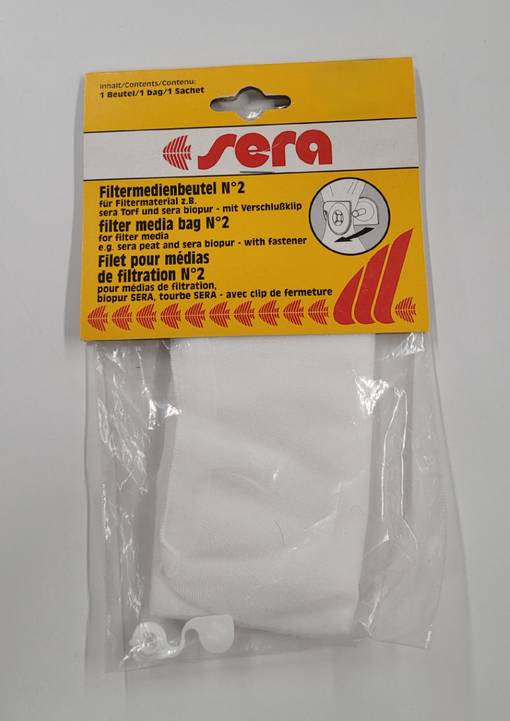 Inhalt/Contents/Contenu:
1 Beutel/1 bag/1 Sachet
sera
Filtermedienbeutel N°2
für Filtermaterial z.B.
sera Torf und sera biopur - mit Verschlußklip
filter media bag N°2
for filter media
e.g. sera peat and sera biopur - with fastener
Filet pour médias
de filtration N°2
pour médias de filtration,
biopur SERA, tourbe SERA - avec clip de fermeture